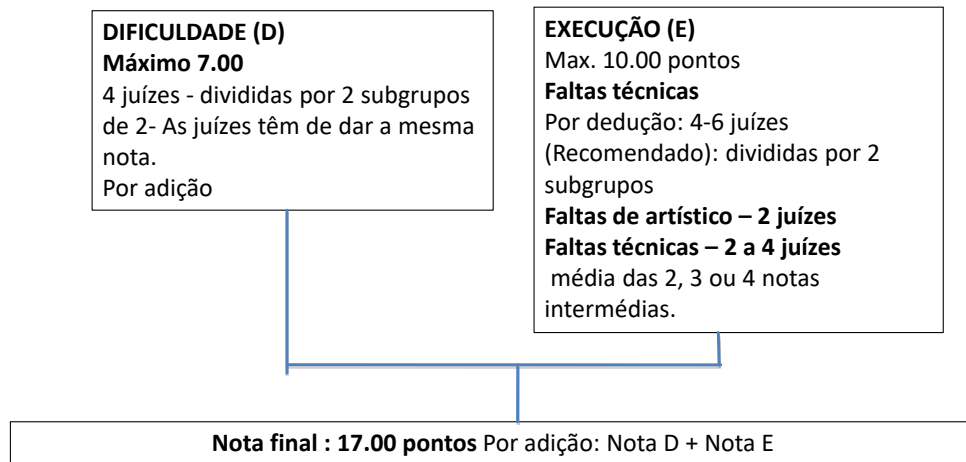 DIFICULDADE (D)
Máximo 7.00
4 juízes - divididas por 2 subgrupos
de 2- As juízes têm de dar a mesma
nota.
Por adição
EXECUÇÃO (E)
Max. 10.00 pontos
Faltas técnicas
Por dedução: 4-6 juízes
(Recomendado): divididas por 2
subgrupos
Faltas de artístico – 2 juízes
Faltas técnicas – 2 a 4 juízes
média das 2, 3 ou 4 notas
intermédias.
Nota final : 17.00 pontos Por adição: Nota D + Nota E